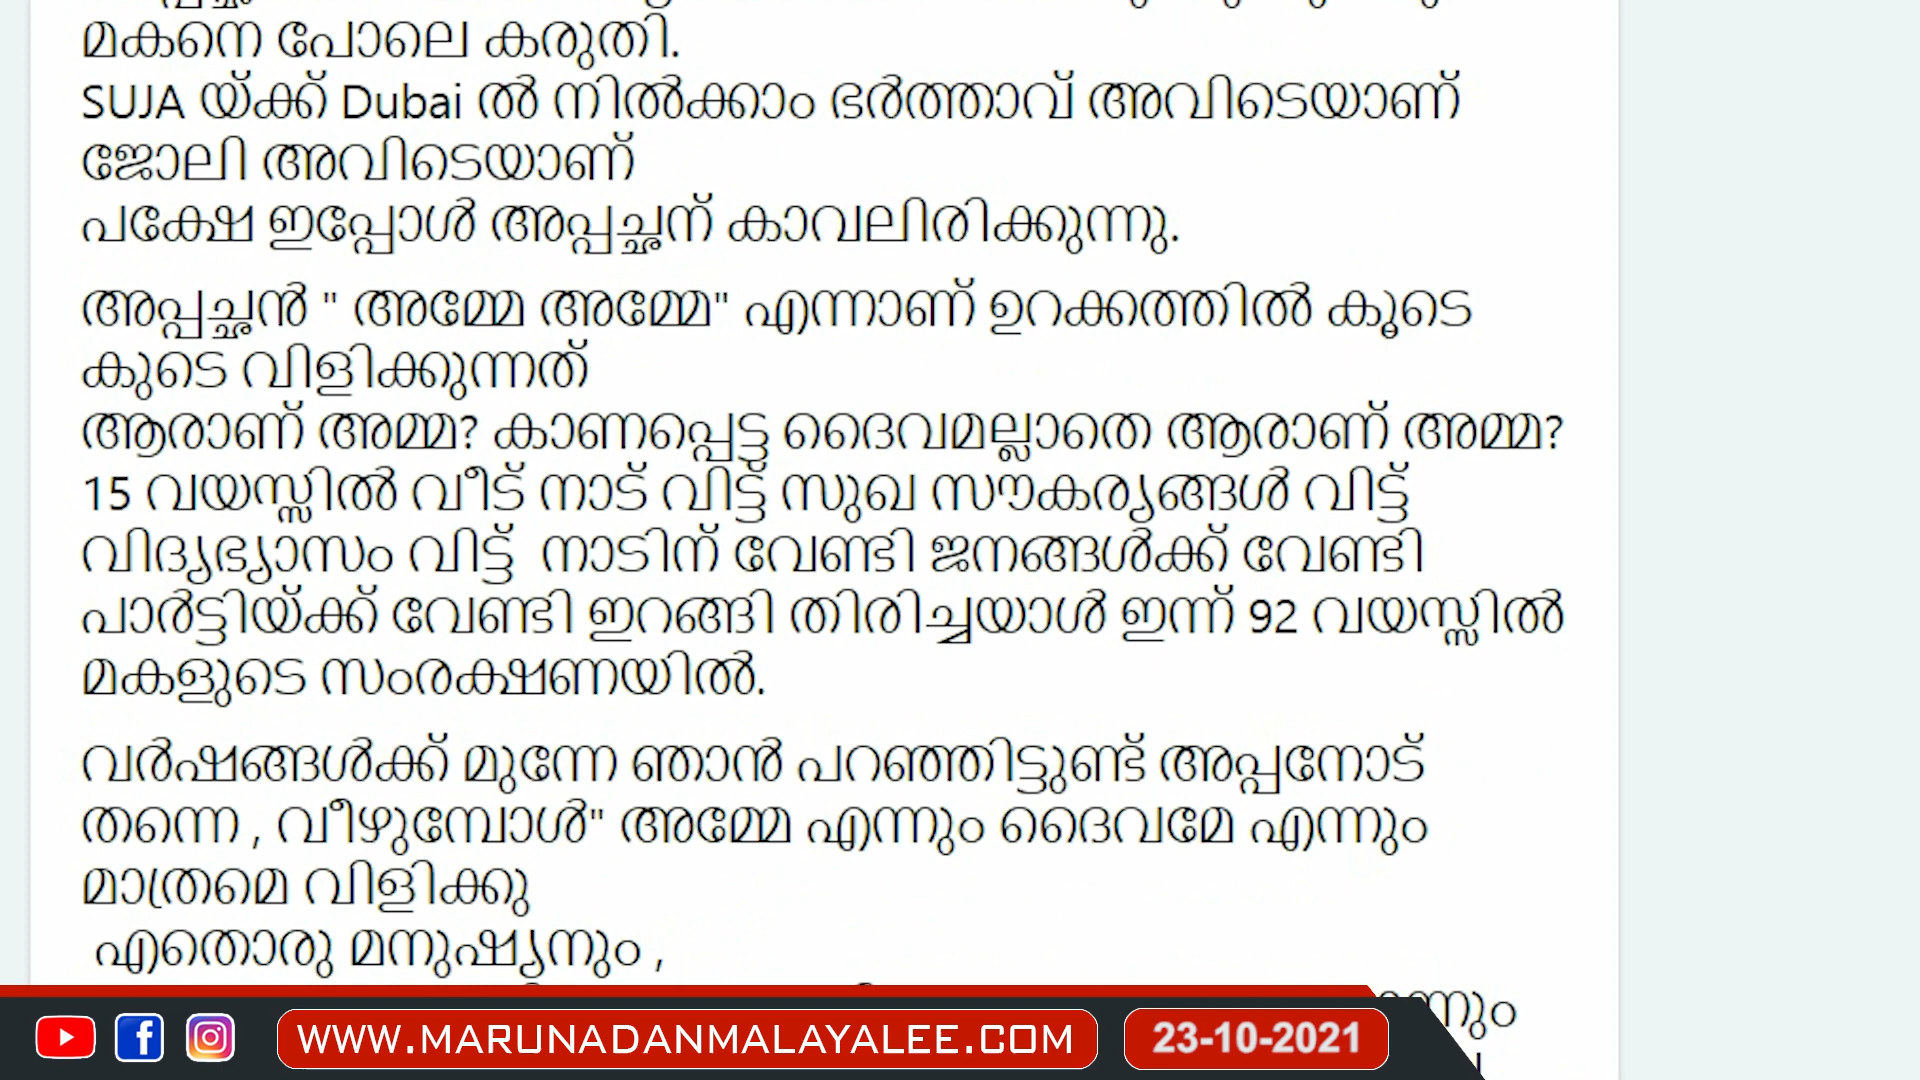 മകനെ പോലെ കരുതി.
SUJA യ്ക്ക് Dubai ൽ നിൽക്കാം ഭർത്താവ് അവിടെയാണ്
ജോലി അവിടെയാണ്
പക്ഷേ ഇപ്പോൾ അപ്പച്ഛന് കാവലിരിക്കുന്നു.
അപ്പച്ഛൻ " അമ്മേ അമ്മേ" എന്നാണ് ഉറക്കത്തിൽ കൂടെ
കുടെ വിളിക്കുന്നത്
ആരാണ് അമ്മ? കാണപ്പെട്ട ദൈവമല്ലാതെ ആരാണ് അമ്മ?
15 വയസ്സിൽ വീട് നാട് വിട്ട് സുഖ സൗകര്യങ്ങൾ വിട്ട്
വിദ്യഭ്യാസം വിട്ട് നാടിന് വേണ്ടി ജനങ്ങൾക്ക് വേണ്ടി
പാർട്ടിയ്ക്ക് വേണ്ടി ഇറങ്ങി തിരിച്ചയാൾ ഇന്ന് 92 വയസ്സിൽ
മകളുടെ സംരക്ഷണയിൽ.
വർഷങ്ങൾക്ക് മുന്നേ ഞാൻ പറഞ്ഞിട്ടുണ്ട് അപ്പനോട്
തന്നെ , വീഴുമ്പോൾ" അമ്മേ എന്നും ദൈവമേ എന്നും
മാത്രമെ വിളിക്കു
എതൊരു മനുഷ്യനും ,
WWW.MARUNADANMALAYALEE.COM
23-10-2021